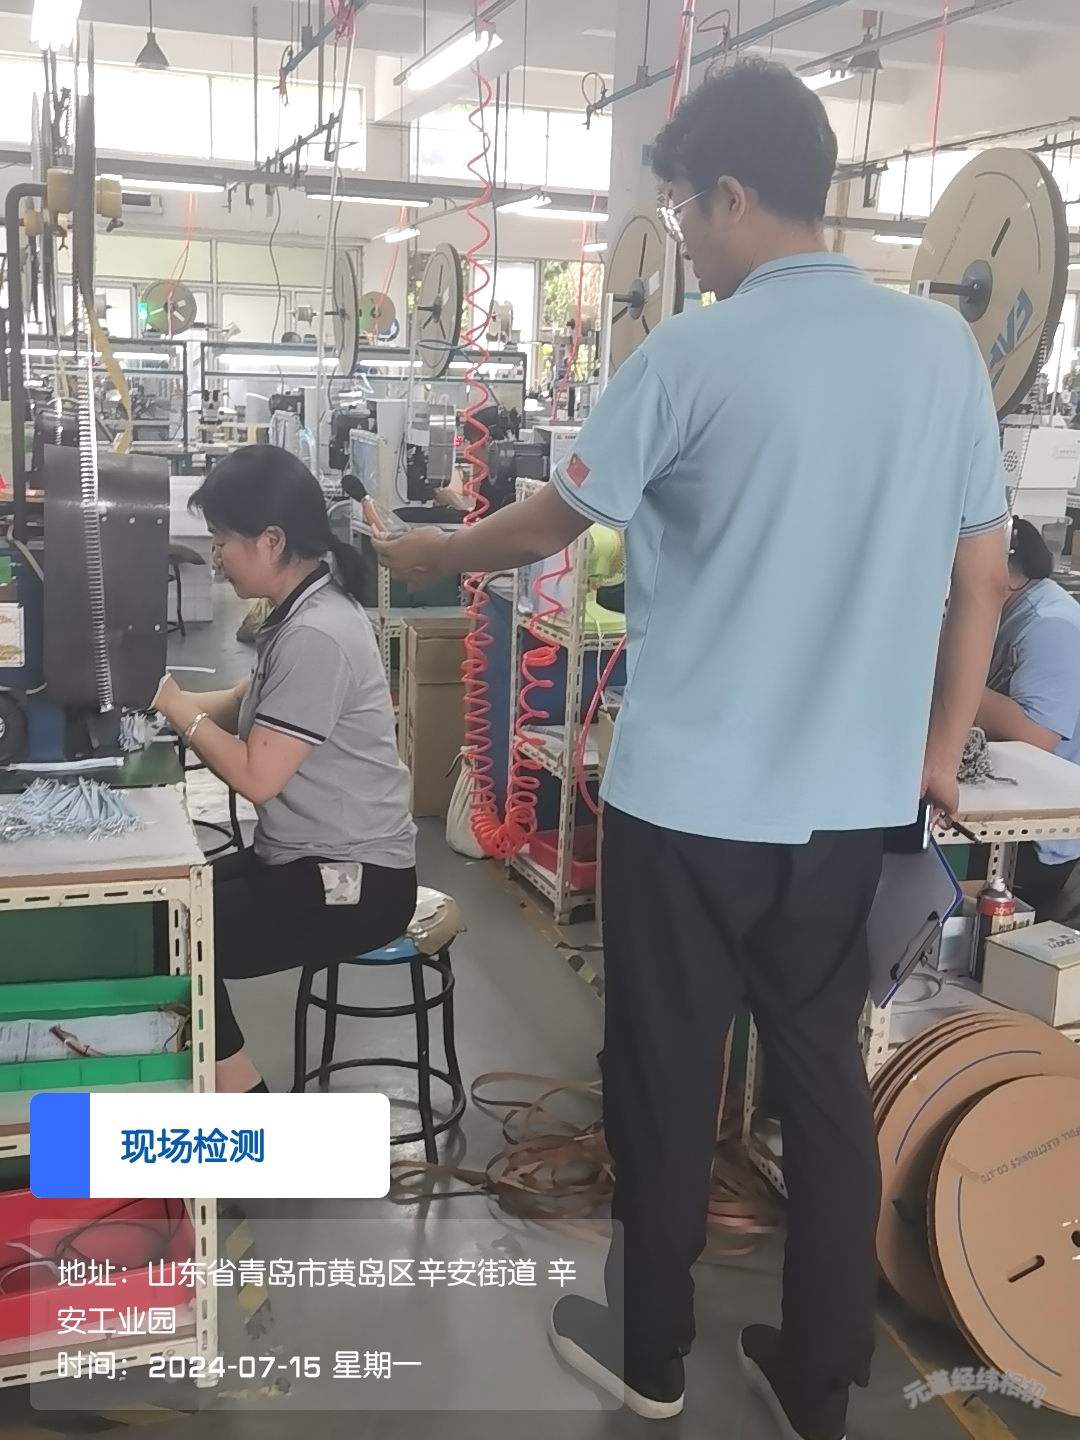 现场检测
地址：山东省青岛市黄岛区辛安街道 辛
安工业园
时间：2024-07-15 星期一
元道经纬相机
30%